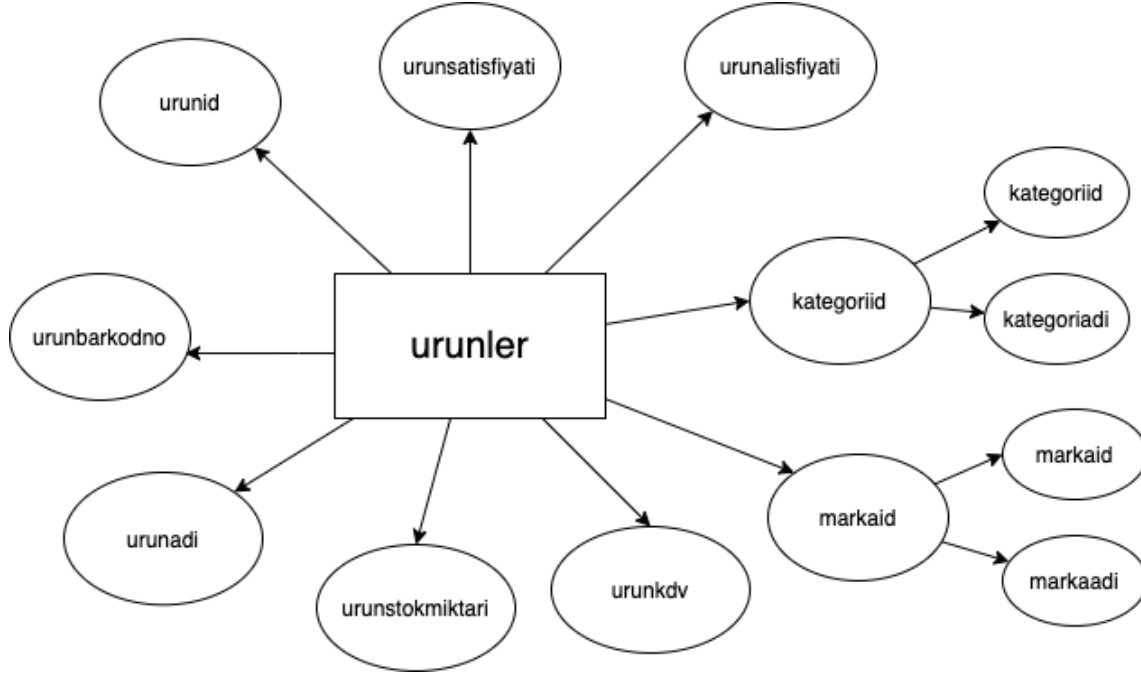 urunsatisfiyati
urunalisfiyati
urunid
kategoriid
kategoriid
kategoriadi
urunbarkodno
urunler
markaid
markaid
markaadi
urunadi
urunstokmiktari
urunkdv